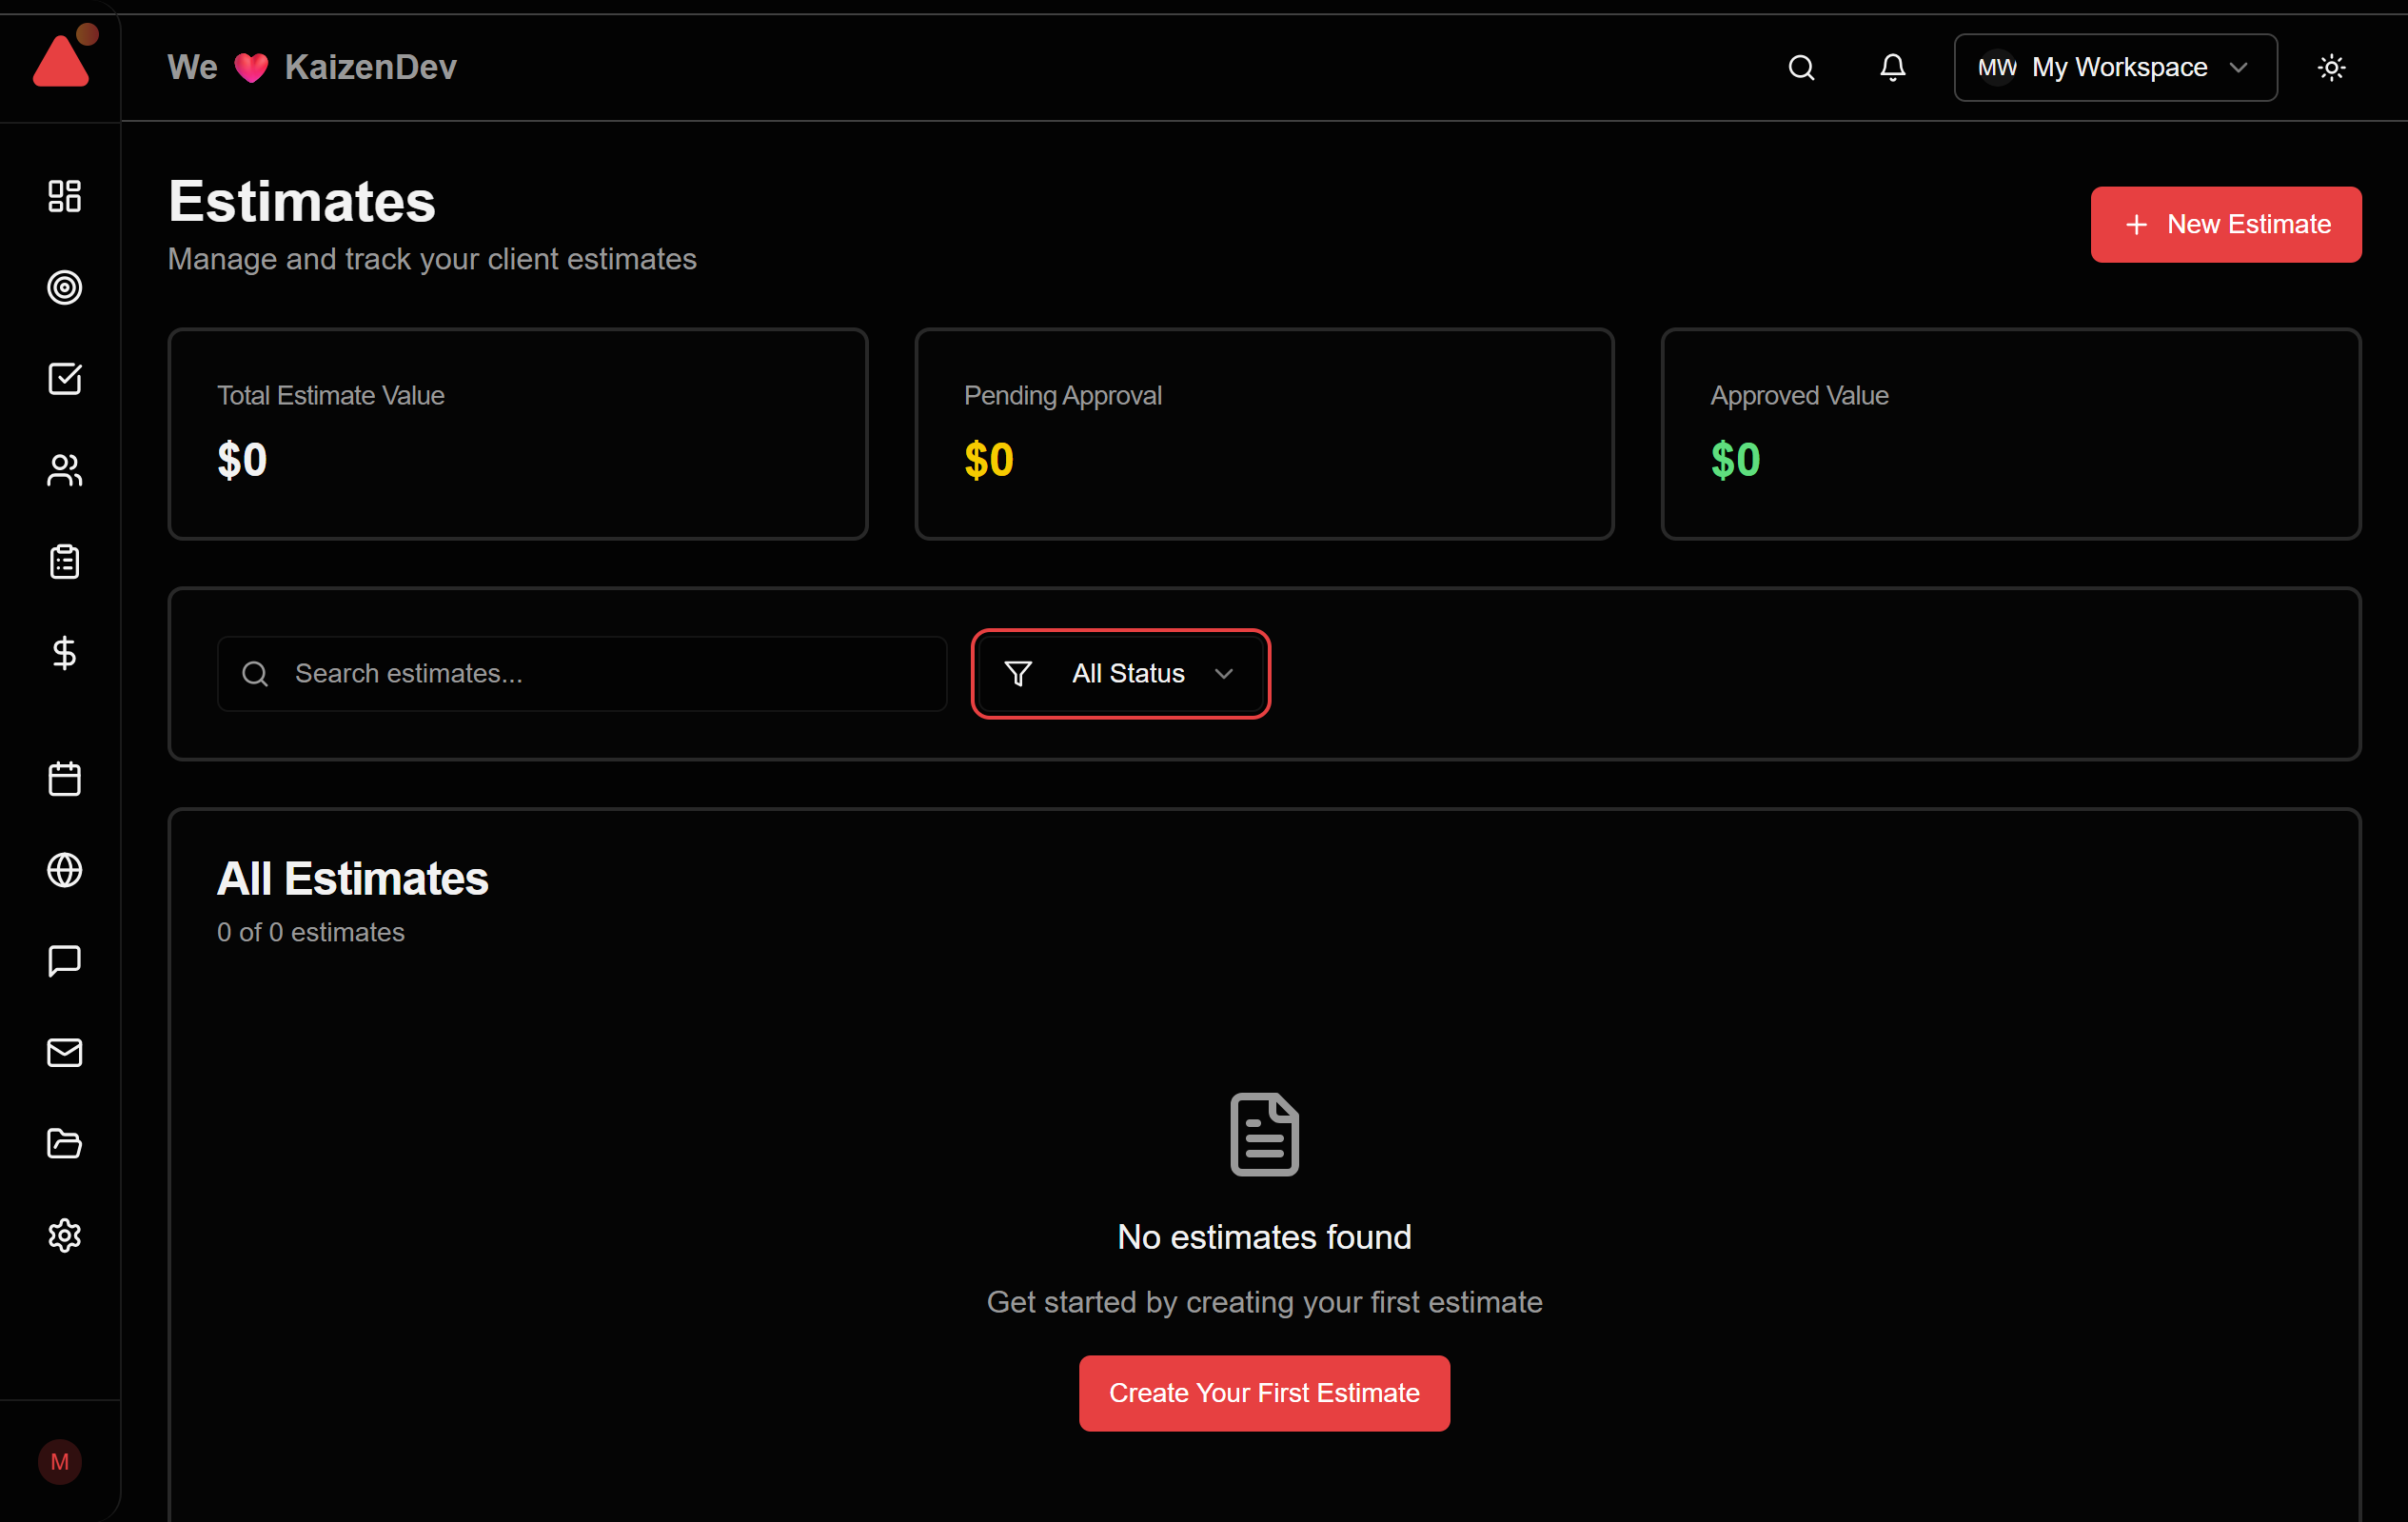 We ❤️ KaizenDev
MW My Workspace
Estimates
Manage and track your client estimates
New Estimate
Total Estimate Value
$0
Pending Approval
$0
Approved Value
$0
Search estimates...
All Status
All Estimates
0 of 0 estimates
No estimates found
Get started by creating your first estimate
Create Your First Estimate
M